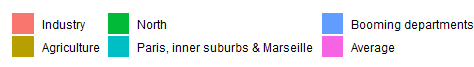 Industry North Booming departments
Agriculture Paris, inner suburbs & Marseille Average